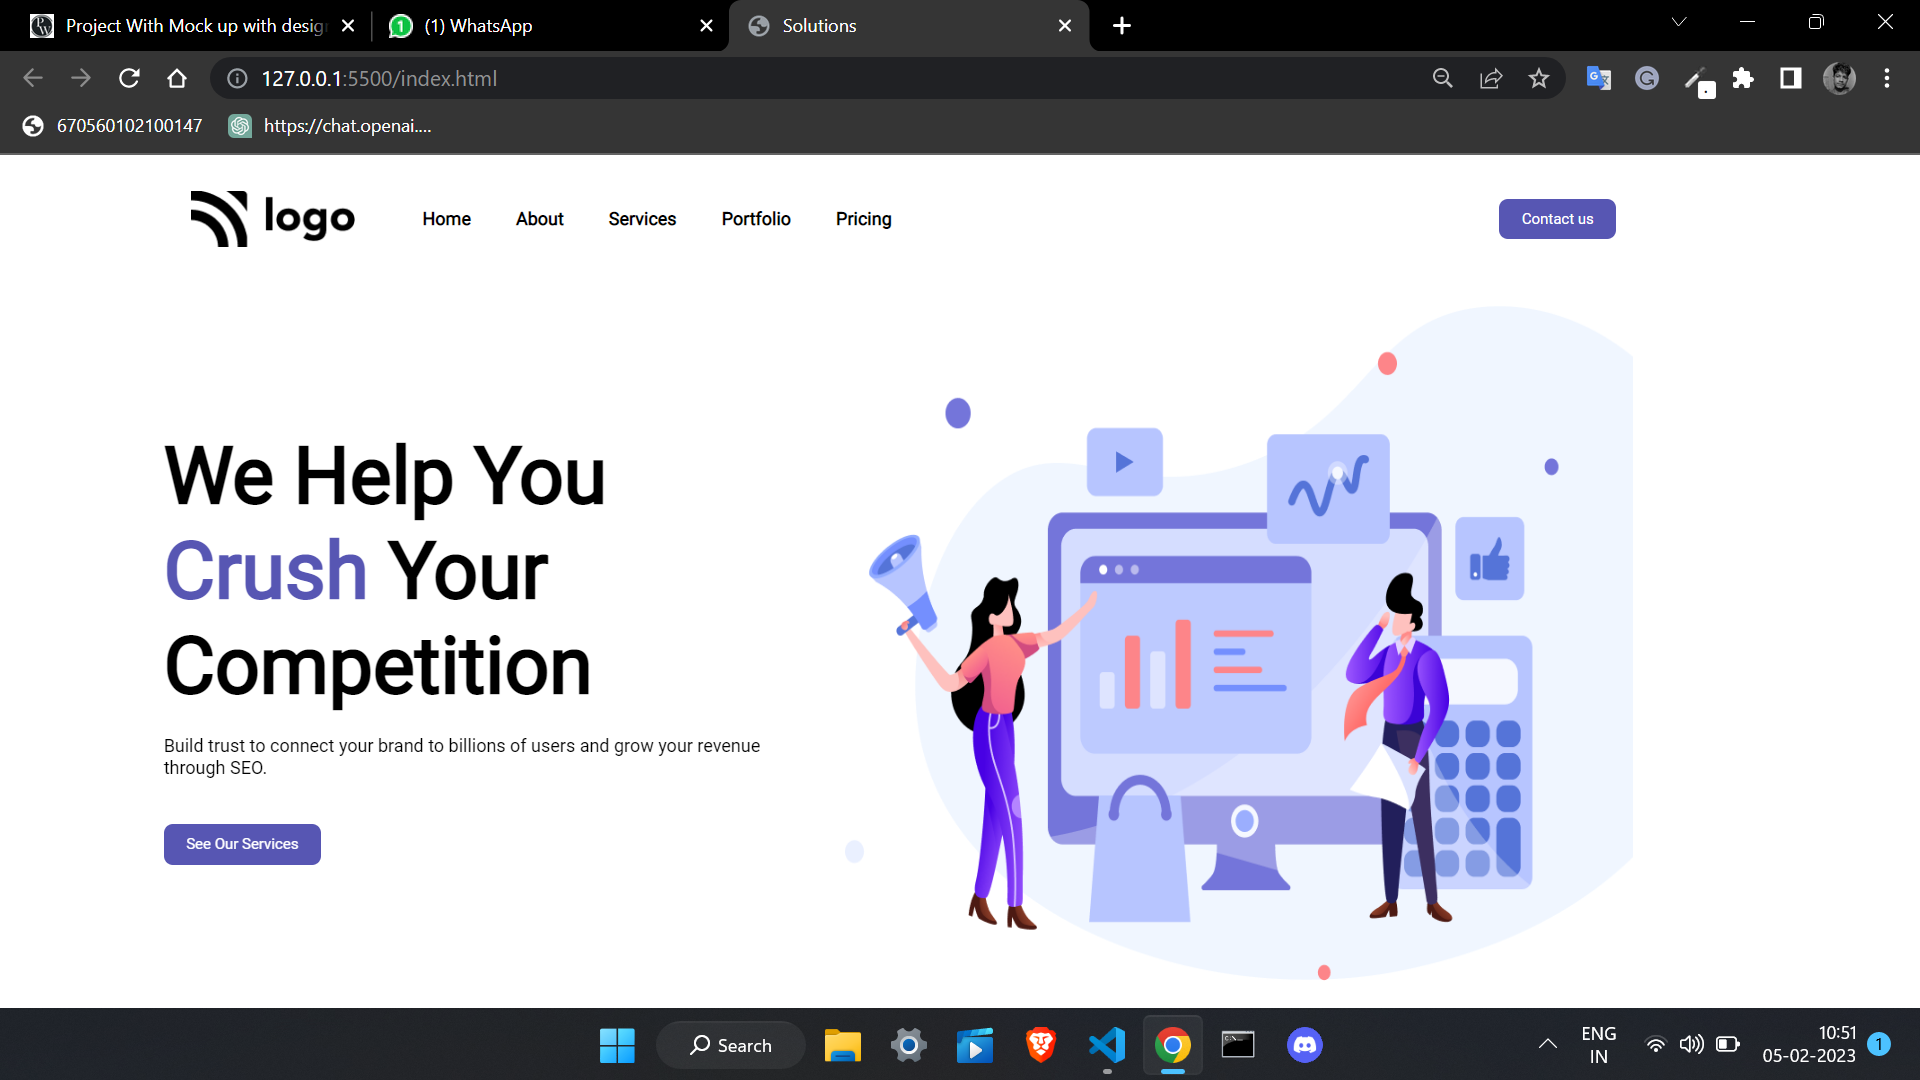 Project With Mock up with desig
(1) WhatsApp
Solutions
127.0.0.1:5500/index.html
670560102100147
https://chat.openai....
logo
Home
About
Services
Portfolio
Pricing
Contact us
We Help You
Crush Your
Competition
Build trust to connect your brand to billions of users and grow your revenue
through SEO.
See Our Services
Search
ENG
IN
10:51
05-02-2023
1